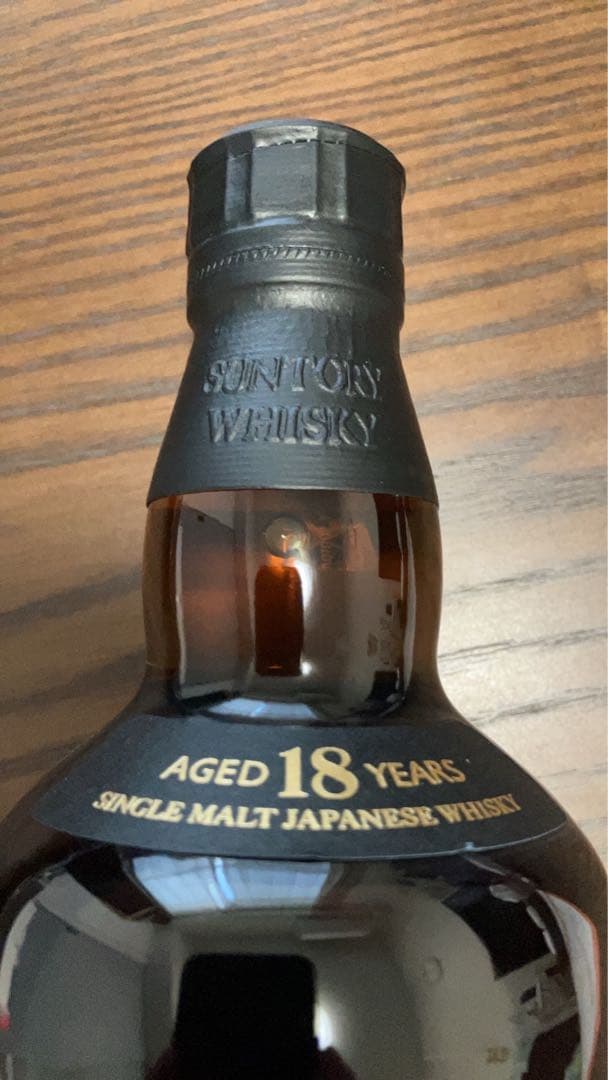 SUNTORY
WHISKY
AGED 18 YEARS
SINGLE MALT JAPANESE WHISKY